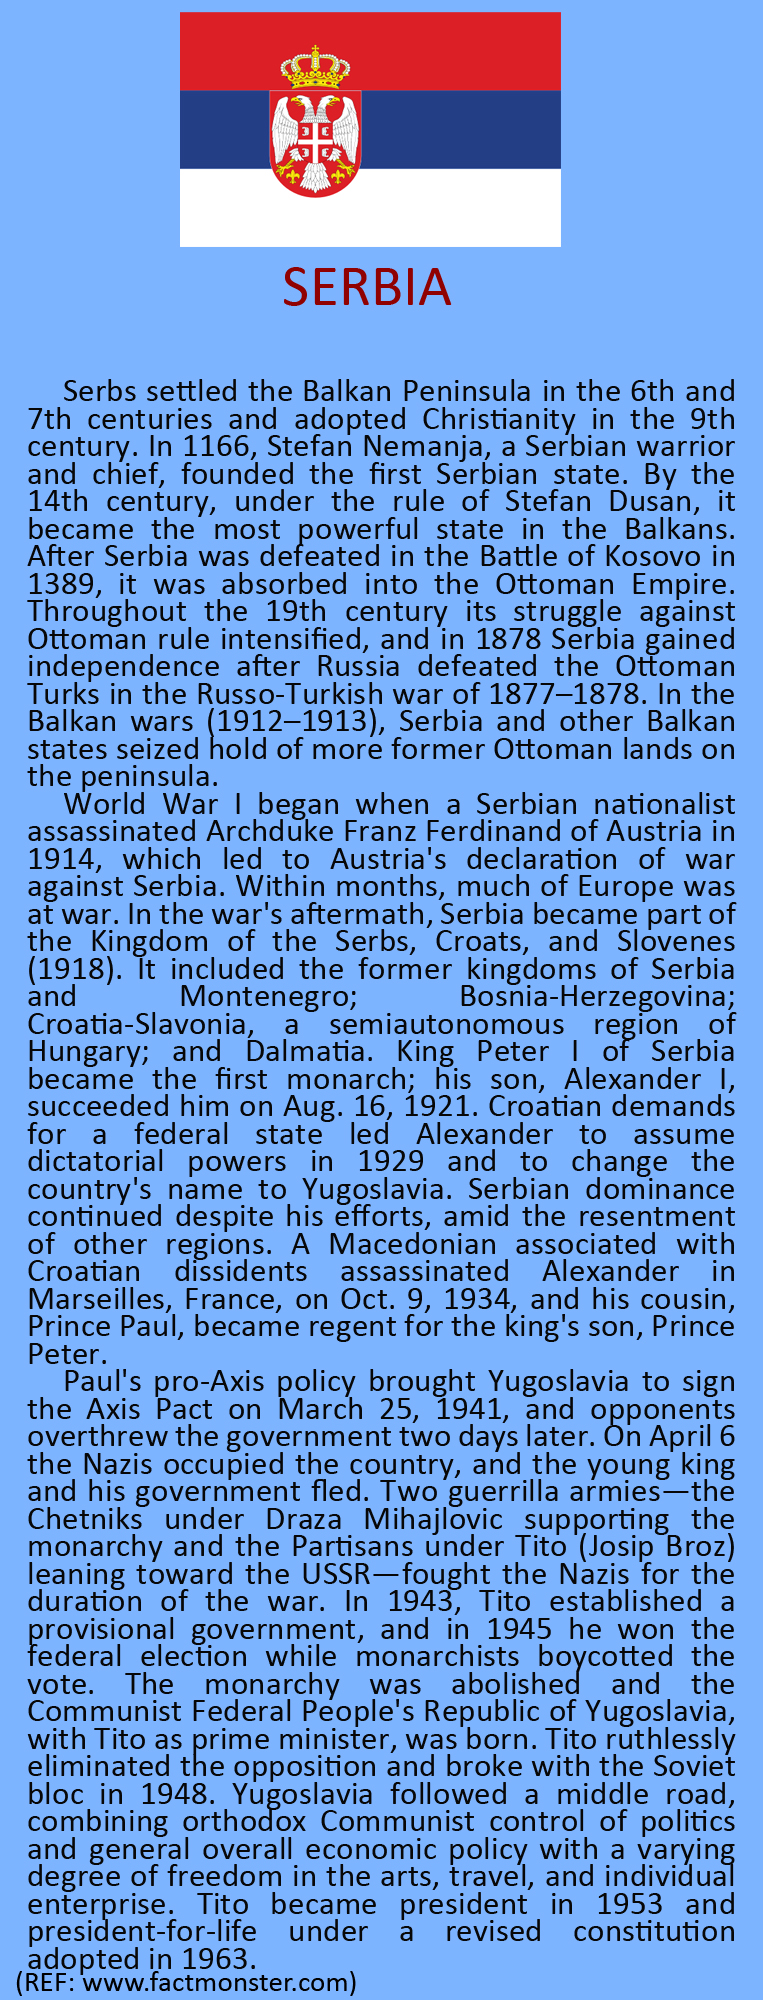 SERBIA
Serbs settled the Balkan Peninsula in the 6th and
7th centuries and adopted Christianity in the 9th
century. In 1166, Stefan Nemanja, a Serbian warrior
and chief, founded the first Serbian state. By the
14th century, under the rule of Stefan Dusan, it
became the most powerful state in the Balkans.
After Serbia was defeated in the Battle of Kosovo in
1389, it was absorbed into the Ottoman Empire.
Throughout the 19th century its struggle against
Ottoman rule intensified, and in 1878 Serbia gained
independence after Russia defeated the Ottoman
Turks in the Russo-Turkish war of 1877–1878. In the
Balkan wars (1912–1913), Serbia and other Balkan
states seized hold of more former Ottoman lands on
the peninsula.
World War I began when a Serbian nationalist
assassinated Archduke Franz Ferdinand of Austria in
1914, which led to Austria's declaration of war
against Serbia. Within months, much of Europe was
at war. In the war's aftermath, Serbia became part of
the Kingdom of the Serbs, Croats, and Slovenes
(1918). It included the former kingdoms of Serbia
and Montenegro; Bosnia-Herzegovina;
Croatia-Slavonia, a semiautonomous region of
Hungary; and Dalmatia. King Peter I of Serbia
became the first monarch; his son, Alexander I,
succeeded him on Aug. 16, 1921. Croatian demands
for a federal state led Alexander to assume
dictatorial powers in 1929 and to change the
country's name to Yugoslavia. Serbian dominance
continued despite his efforts, amid the resentment
of other regions. A Macedonian associated with
Croatian dissidents assassinated Alexander in
Marseilles, France, on Oct. 9, 1934, and his cousin,
Prince Paul, became regent for the king's son, Prince
Peter.
Paul's pro-Axis policy brought Yugoslavia to sign
the Axis Pact on March 25, 1941, and opponents
overthrew the government two days later. On April 6
the Nazis occupied the country, and the young king
and his government fled. Two guerrilla armies—the
Chetniks under Draza Mihajlovic supporting the
monarchy and the Partisans under Tito (Josip Broz)
leaning toward the USSR—fought the Nazis for the
duration of the war. In 1943, Tito established a
provisional government, and in 1945 he won the
federal election while monarchists boycotted the
vote. The monarchy was abolished and the
Communist Federal People's Republic of Yugoslavia,
with Tito as prime minister, was born. Tito ruthlessly
eliminated the opposition and broke with the Soviet
bloc in 1948. Yugoslavia followed a middle road,
combining orthodox Communist control of politics
and general overall economic policy with a varying
degree of freedom in the arts, travel, and individual
enterprise. Tito became president in 1953 and
president-for-life under a revised constitution
adopted in 1963.
(REF: www.factmonster.com)